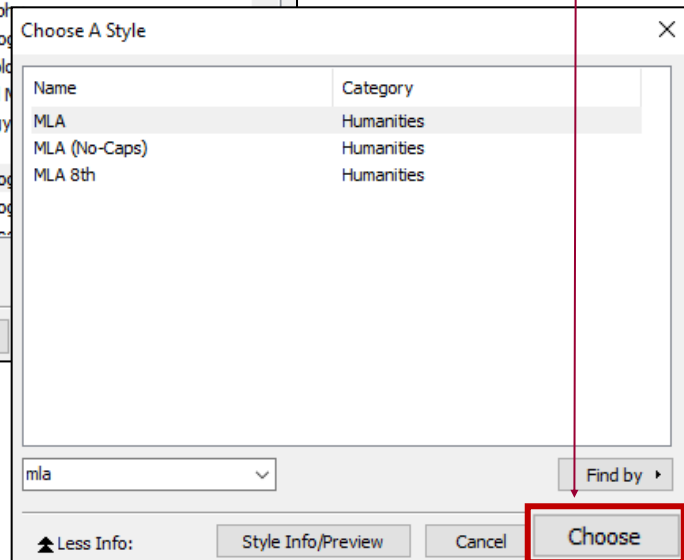 Choose A Style
Name Category
MLA Humanities
MLA (No-Caps) Humanities
MLA 8th Humanities
mla Find by
Less Info: Style Info/Preview Cancel Choose